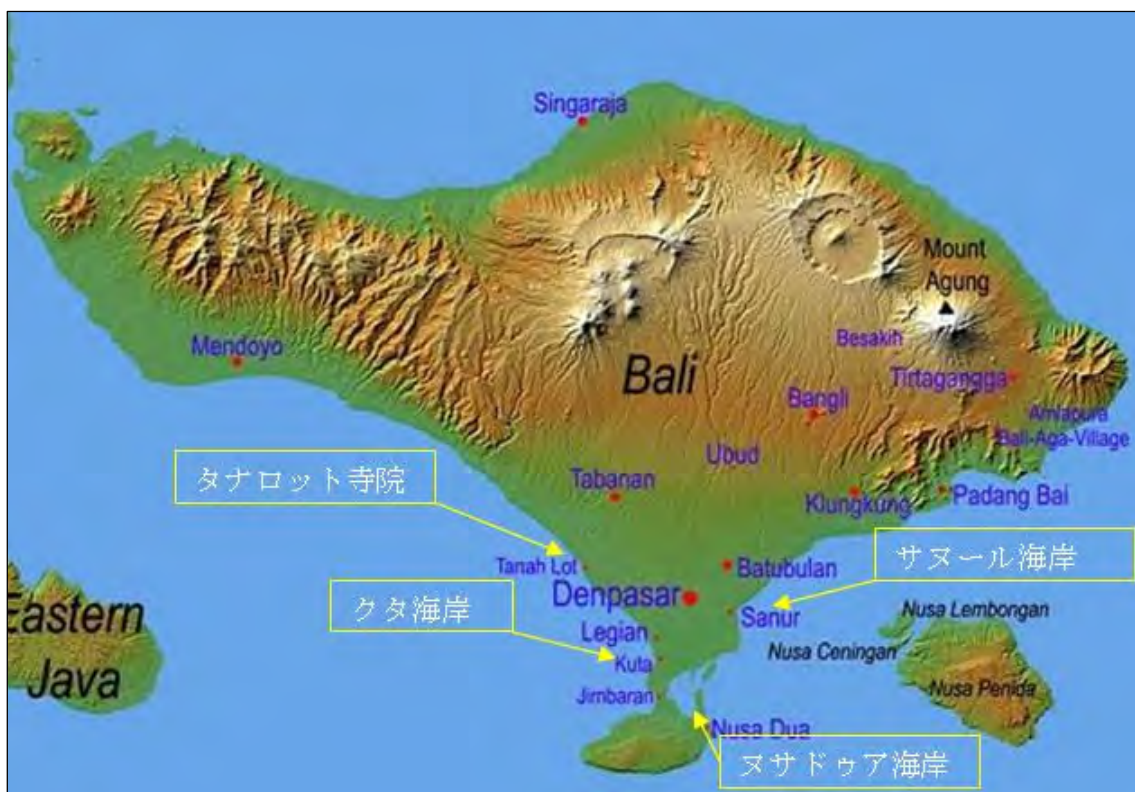 Singaraja
Mount
Agung
Besakih
Mendoyo
Bali
Tirtagangga
Bangli
Amlapura
Bali-Aga-Village
Ubud
タナロット寺院
Tabanan
Klungkung
Padang Bai
サヌール海岸
Tanah Lot
Batubulan
クタ海岸
Denpasar
Sanur
Eastern
Java
Legian
Nusa Lembongan
Kuta
Nusa Ceningan
Jimbaran
Nusa Penida
Nusa Dua
ヌサドゥア海岸